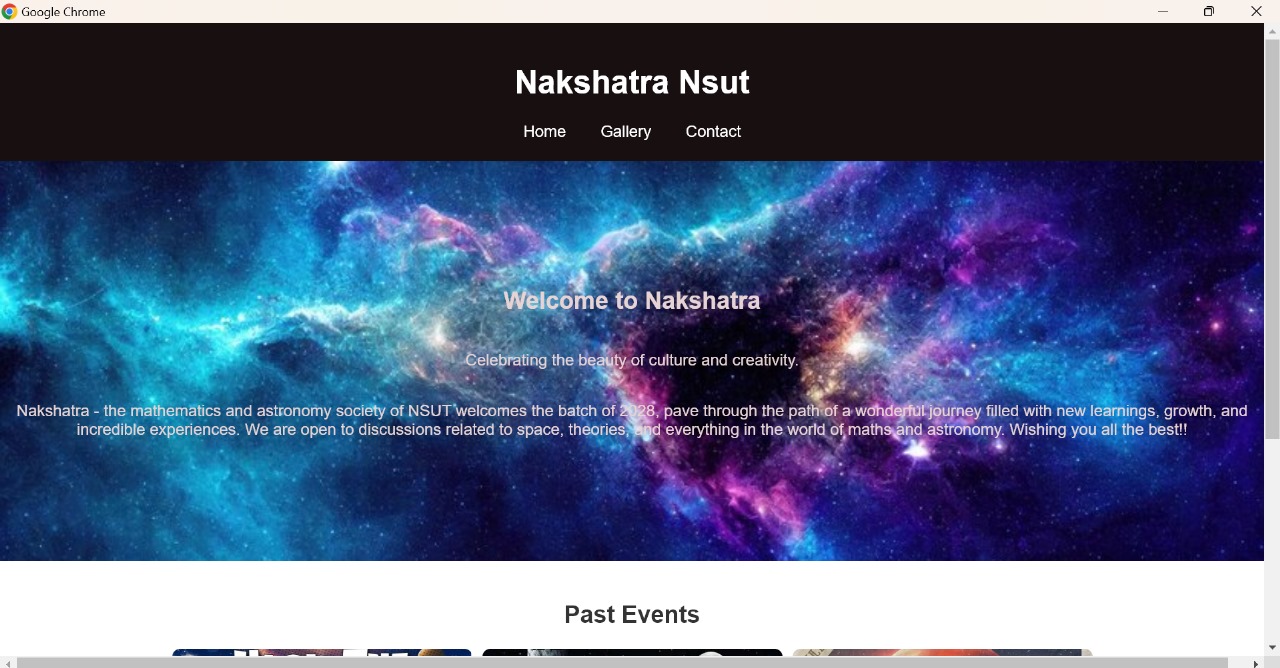 Google Chrome
Nakshatra Nsut
Home Gallery Contact
Welcome to Nakshatra
Celebrating the beauty of culture and creativity.
Nakshatra - the mathematics and astronomy society of NSUT welcomes the batch of 2028, pave through the path of a wonderful journey filled with new learnings, growth, and
incredible experiences. We are open to discussions related to space, theories, and everything in the world of maths and astronomy. Wishing you all the best!!
Past Events